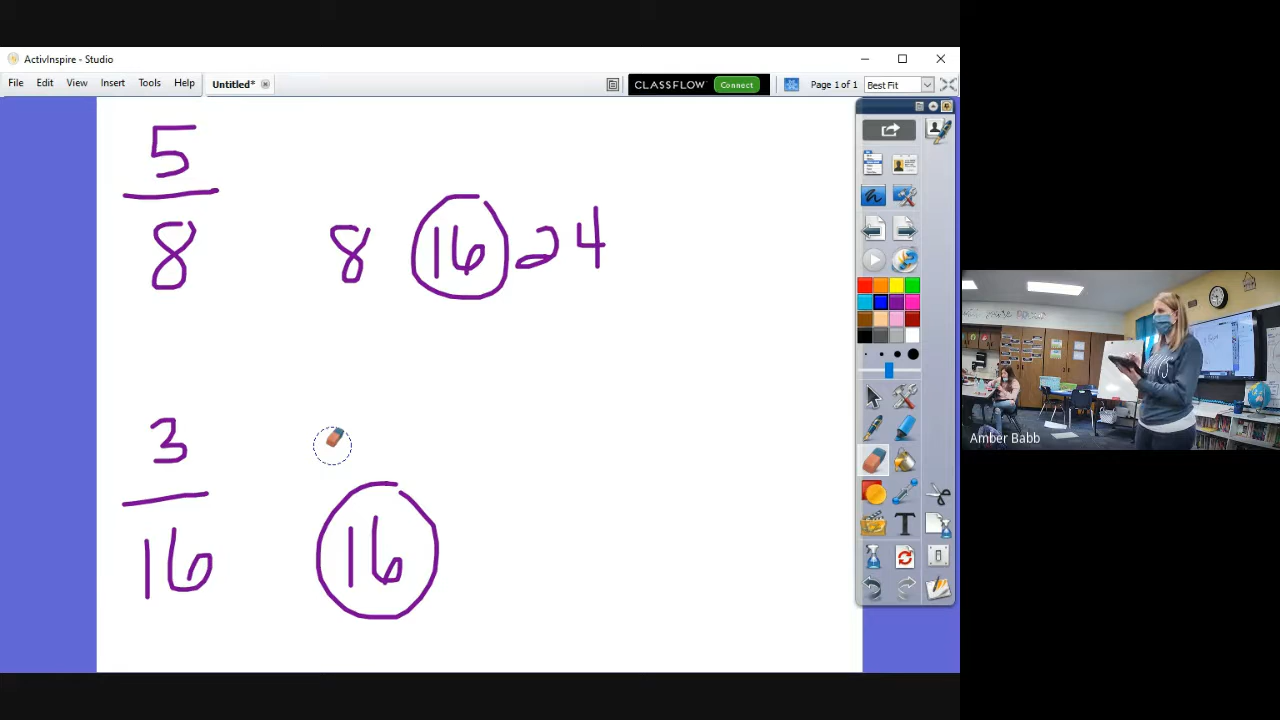 ActivInspire - Studio
File Edit View Insert Tools Help
Untitled*
CLASSFLOW Connect
Page 1 of 1
Best Fit
5
8
8 16 24
3
16
16
T
Amber Babb